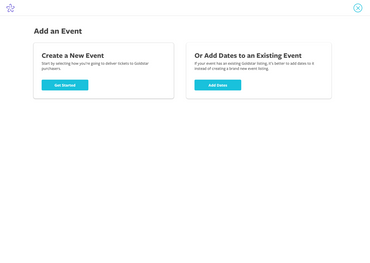 Add an Event
Create a New Event
Start by selecting how you're going to deliver tickets to Goldstar
purchasers.
Get Started
Or Add Dates to an Existing Event
If your event has an existing Goldstar listing, it's better to add dates to it
instead of creating a brand new event listing.
Add Dates